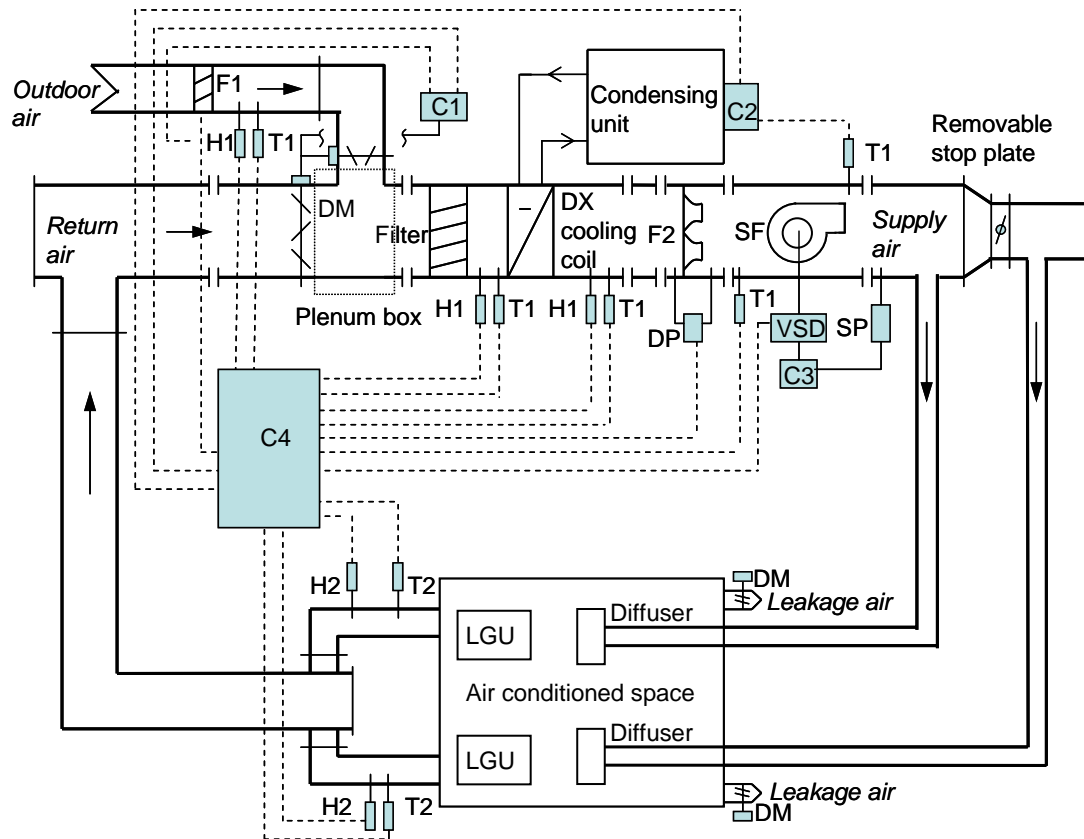 Outdoor
air
F1
H1
T1
C1
Condensing
unit
C2
T1
Removable
stop plate
Return
air
DM
Filter
DX
cooling
coil
F2
SF
Supply
air
Plenum box
H1
T1
H1
T1
DP
T1
VSD
SP
C3
C4
H2
T2
DM
Leakage air
LGU
Diffuser
Air conditioned space
LGU
Diffuser
H2
T2
Leakage air
DM